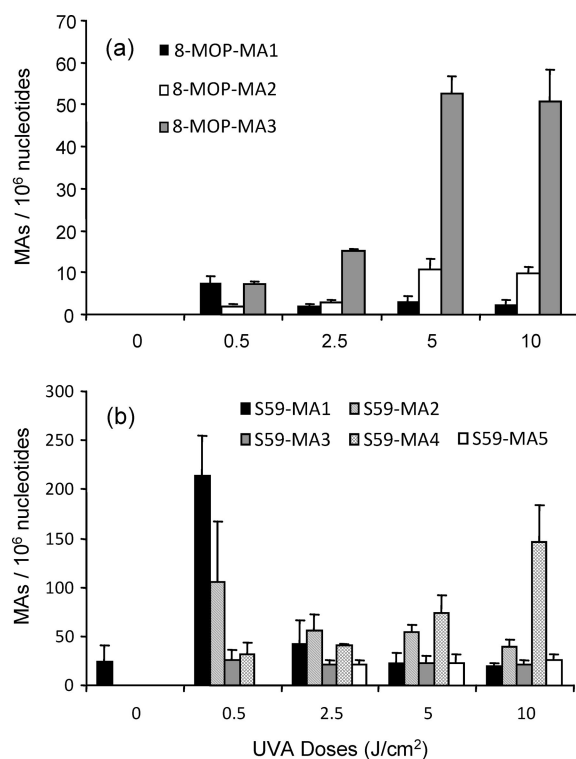 (a)
8-MOP-MA1
8-MOP-MA2
8-MOP-MA3
MAs / 10⁶ nucleotides
70
60
50
40
30
20
10
0
0 0.5 2.5 5 10
(b)
S59-MA1 S59-MA2
S59-MA3 S59-MA4 S59-MA5
MAs / 10⁶ nucleotides
300
250
200
150
100
50
0
0 0.5 2.5 5 10
UVA Doses (J/cm²)